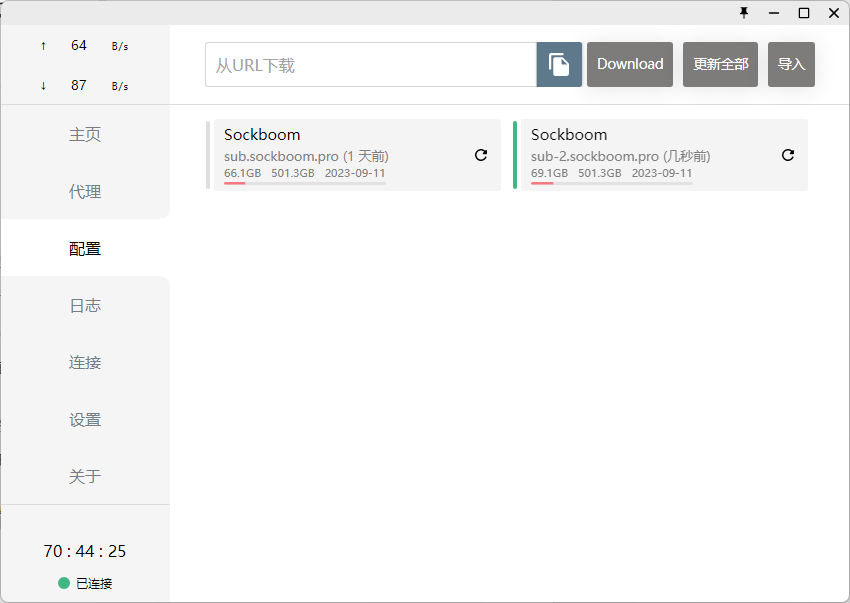 ↑ 64 B/s
↓ 87 B/s
主页
代理
配置
日志
连接
设置
关于
70 : 44 : 25
已连接
从URL下载
Download
更新全部
导入
Sockboom
sub.sockboom.pro (1 天前)
66.1GB 501.3GB 2023-09-11
Sockboom
sub-2.sockboom.pro (几秒前)
69.1GB 501.3GB 2023-09-11